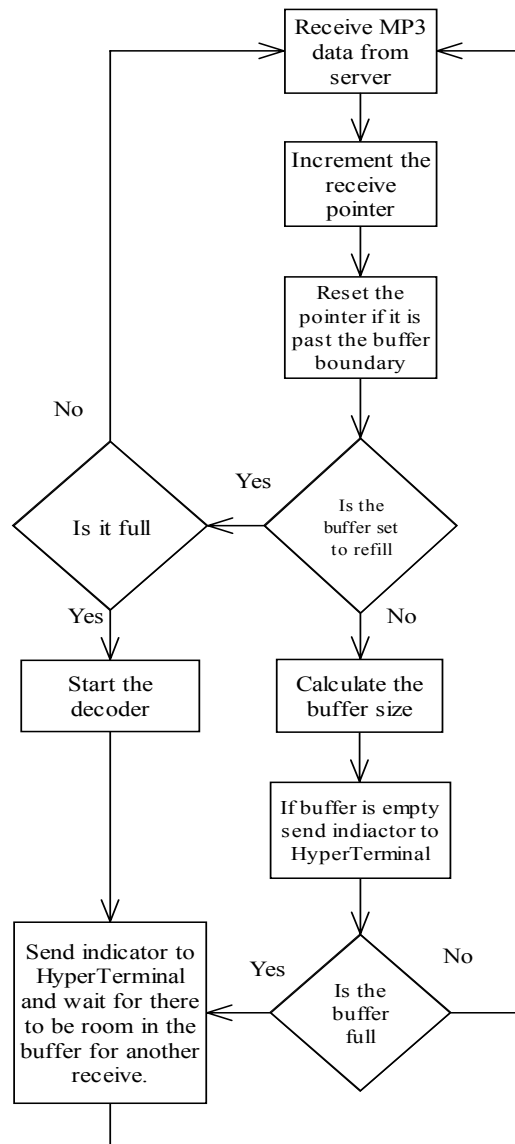 Receive MP3
data from
server
Increment the
receive
pointer
Reset the
pointer if it is
past the buffer
boundary
No
Yes
Is it full
Is the
buffer set
to refill
Yes
No
Start the
decoder
Calculate the
buffer size
If buffer is empty
send indiactor to
HyperTerminal
Send indicator to
HyperTerminal
and wait for there
to be room in the
buffer for another
receive.
Yes
No
Is the
buffer
full